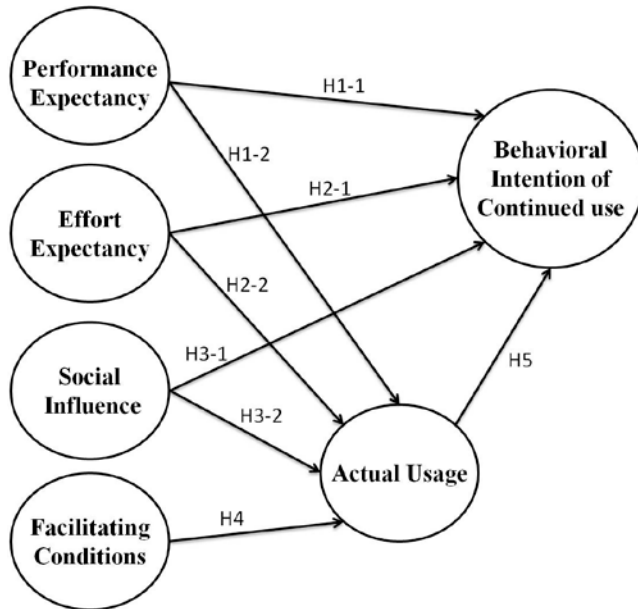 Performance
Expectancy
H1-1
H1-2
Behavioral
Intention of
Continued use
H2-1
Effort
Expectancy
H2-2
H3-1
Social
Influence
H3-2
H5
Actual Usage
Facilitating
Conditions
H4